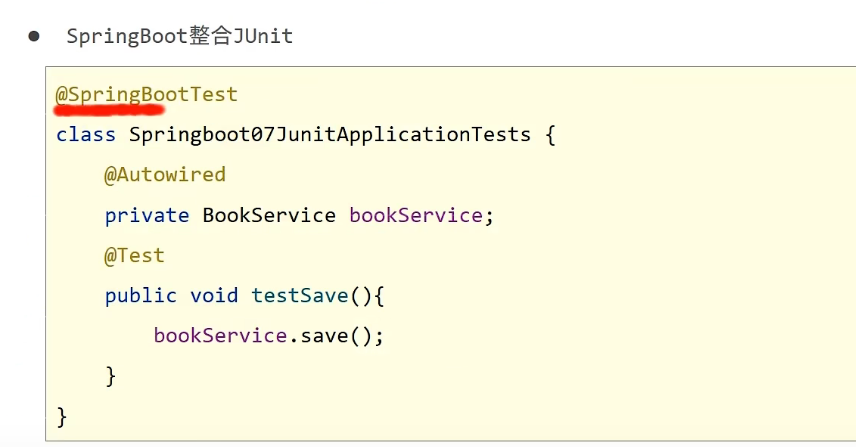 ● SpringBoot整合JUnit
@SpringBootTest
class Springboot07JunitApplicationTests {
    @Autowired
    private BookService bookService;
    @Test
    public void testSave(){
        bookService.save();
    }
}